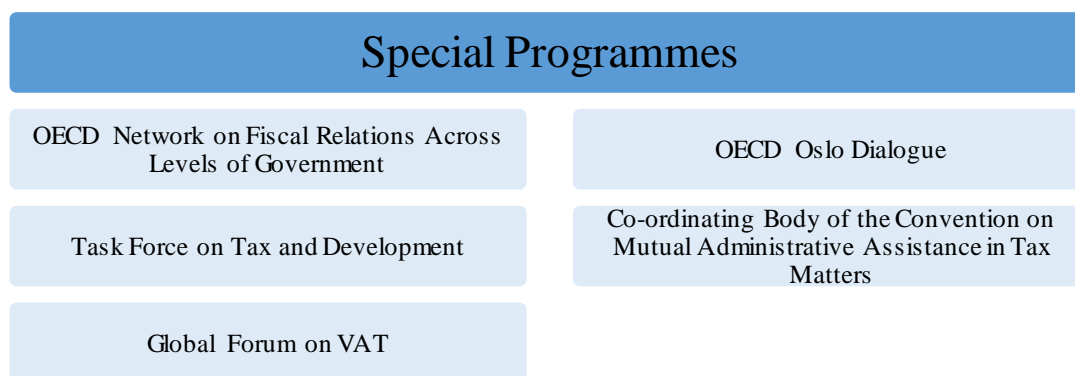 Special Programmes
OECD Network on Fiscal Relations Across
Levels of Government
OECD Oslo Dialogue
Task Force on Tax and Development
Co-ordinating Body of the Convention on
Mutual Administrative Assistance in Tax
Matters
Global Forum on VAT